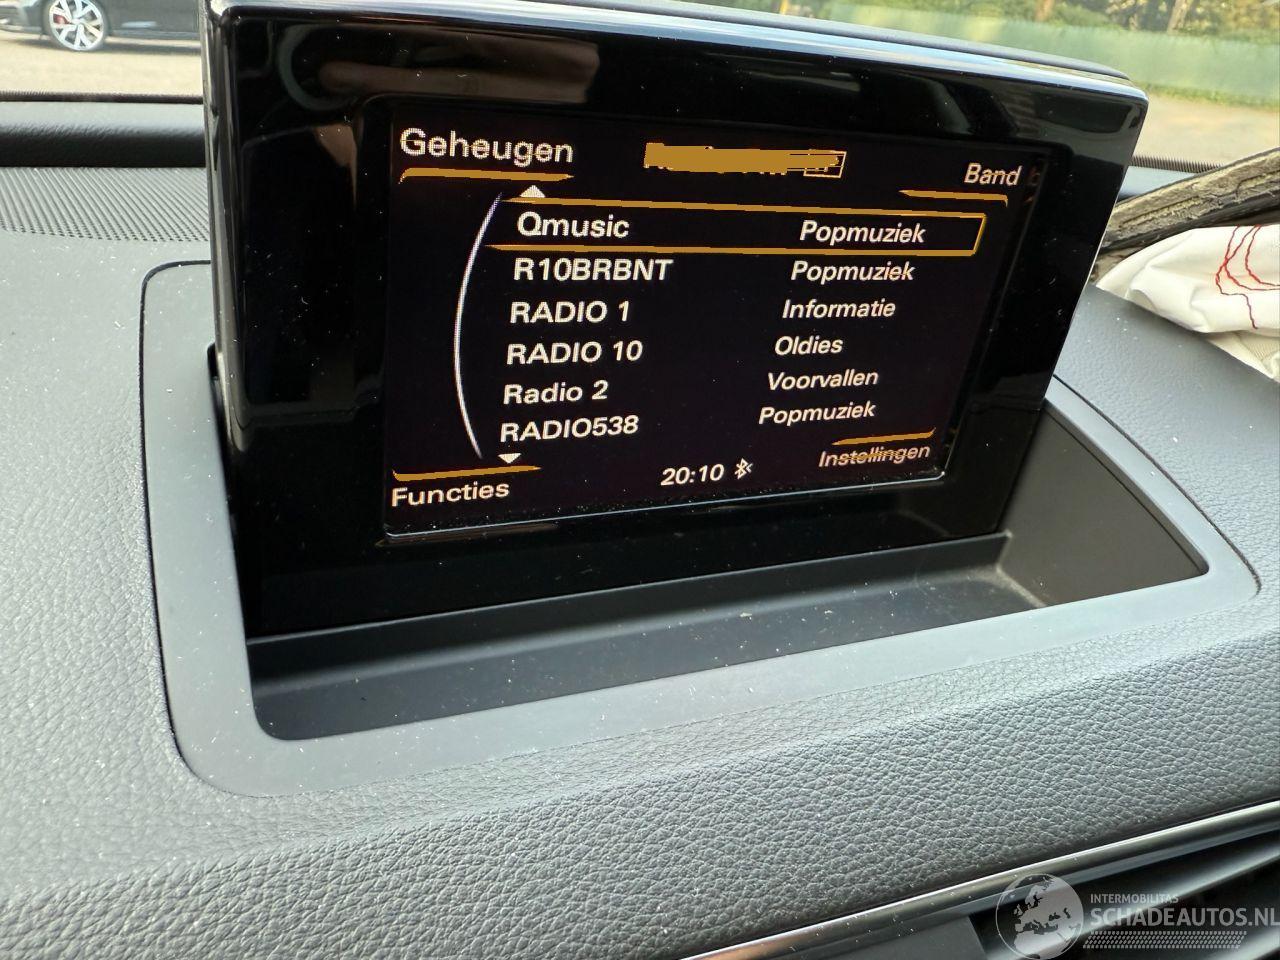 Geheugen
Band
Qmusic Popmuziek
R10BRBNT Popmuziek
RADIO 1 Informatie
RADIO 10 Oldies
Radio 2 Voorvallen
RADIO538 Popmuziek
Functies 20:10 Instellingen
INTERMOBILITAS
SCHADEAUTOS.NL